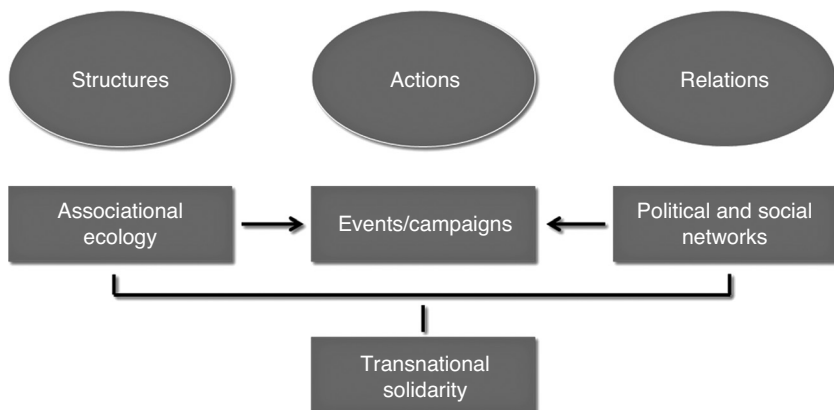 Structures
Actions
Relations
Associational
ecology
Events/campaigns
Political and social
networks
Transnational
solidarity